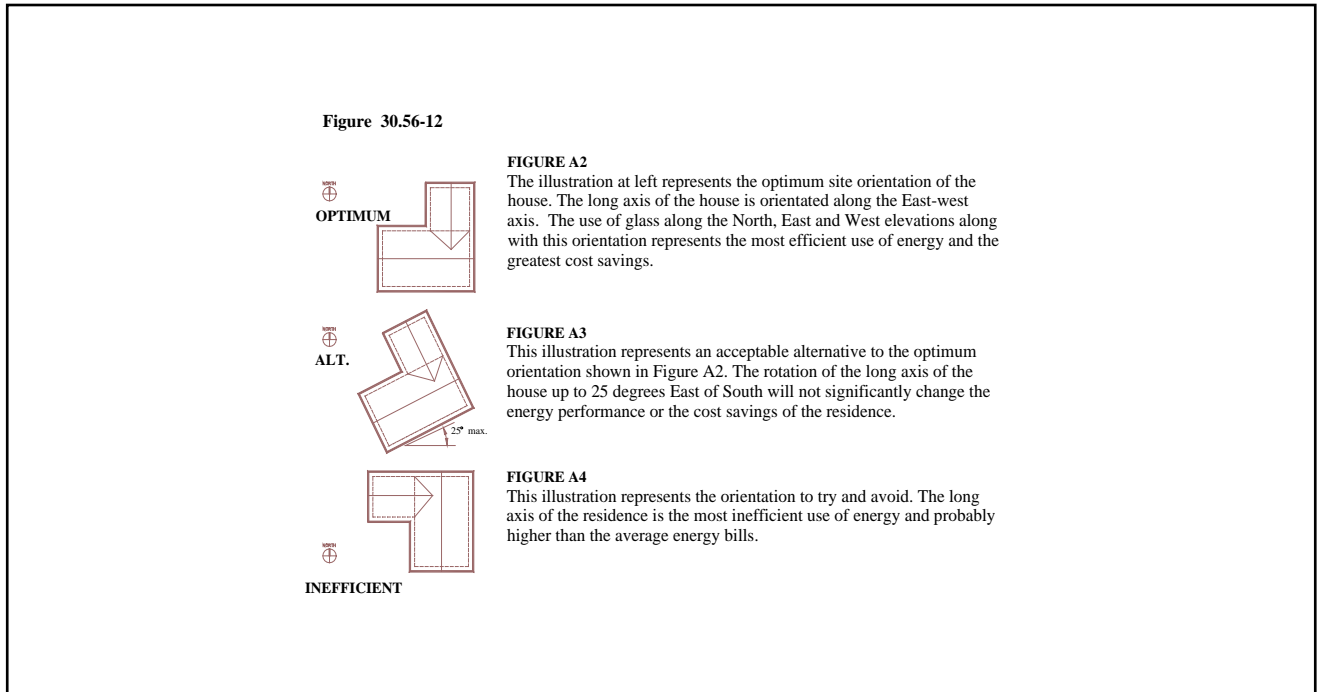 Figure 30.56-12
FIGURE A2
The illustration at left represents the optimum site orientation of the
house. The long axis of the house is orientated along the East-west
axis. The use of glass along the North, East and West elevations along
with this orientation represents the most efficient use of energy and the
greatest cost savings.
NORTH
OPTIMUM
FIGURE A3
This illustration represents an acceptable alternative to the optimum
orientation shown in Figure A2. The rotation of the long axis of the
house up to 25 degrees East of South will not significantly change the
energy performance or the cost savings of the residence.
NORTH
ALT.
25° max.
FIGURE A4
This illustration represents the orientation to try and avoid. The long
axis of the residence is the most inefficient use of energy and probably
higher than the average energy bills.
NORTH
INEFFICIENT